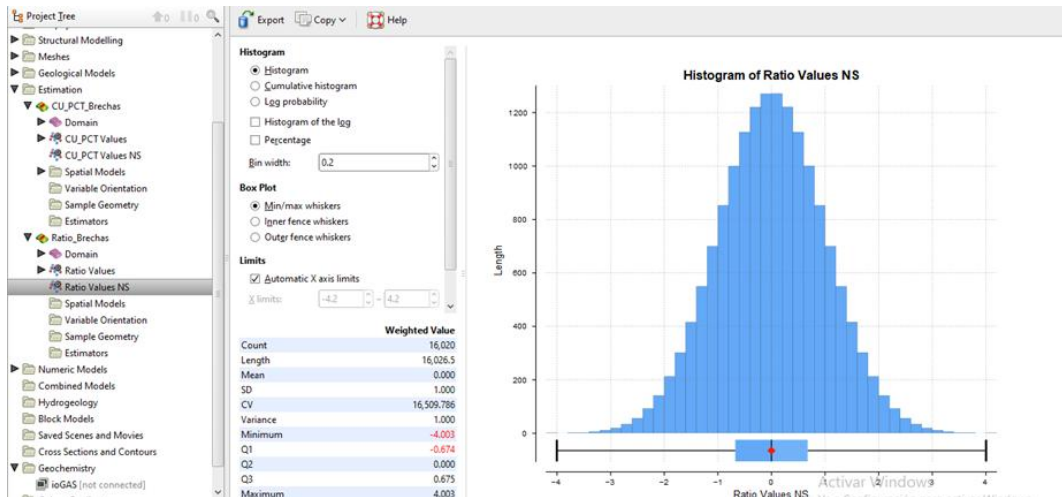 Project Tree
Structural Modelling
Meshes
Geological Models
Estimation
CU_PCT_Brechas
Domain
CU_PCT Values
CU_PCT Values NS
Spatial Models
Variable Orientation
Sample Geometry
Estimators
Ratio_Brechas
Domain
Ratio Values
Ratio Values NS
Spatial Models
Variable Orientation
Sample Geometry
Estimators
Numeric Models
Combined Models
Hydrogeology
Block Models
Saved Scenes and Movies
Cross Sections and Contours
Geochemistry
ioGAS [not connected]
Export Copy Help
Histogram
Histogram
Cumulative histogram
Log probability
Histogram of the log
Percentage
Bin width: 0.2
Box Plot
Min/max whiskers
Inner fence whiskers
Outer fence whiskers
Limits
Automatic X axis limits
X limits: -4.2 - 4.2
Weighted Value
Count 16,020
Length 16,026.5
Mean 0.000
SD 1.000
CV 16,509.786
Variance 1.000
Minimum -4.003
Q1 -0.674
Q2 0.000
Q3 0.675
Maximum 4.003
Histogram of Ratio Values NS
1200
1000
800
600
400
200
0
Length
-4 -3 -2 -1 0 1 2 3 4
Ratio Values NS
Activar Windows